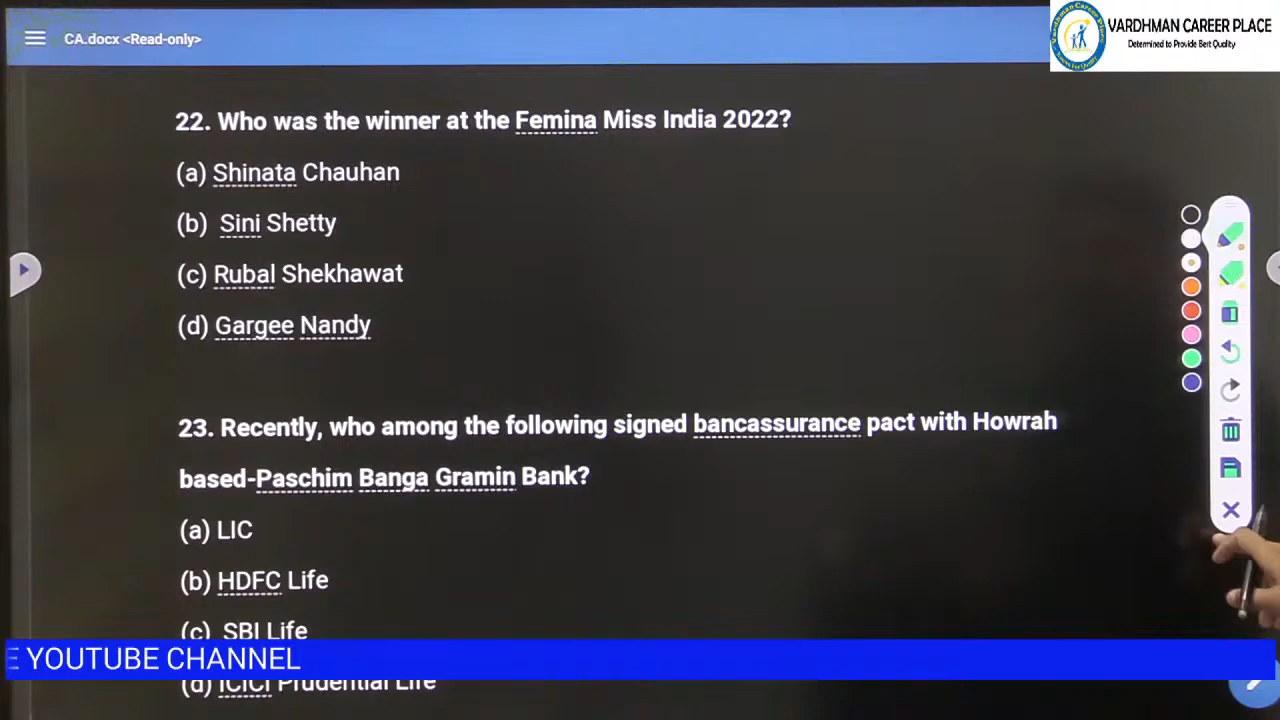 CA.docx <Read-only>
VARDHMAN CAREER PLACE
Determined to Provide Bert Quality
22. Who was the winner at the Femina Miss India 2022?
(a) Shinata Chauhan
(b) Sini Shetty
(c) Rubal Shekhawat
(d) Gargee Nandy
23. Recently, who among the following signed bancassurance pact with Howrah
based-Paschim Banga Gramin Bank?
(a) LIC
(b) HDFC Life
(c) SBI Life
YOUTUBE CHANNEL
(d) ICICI Prudential Life